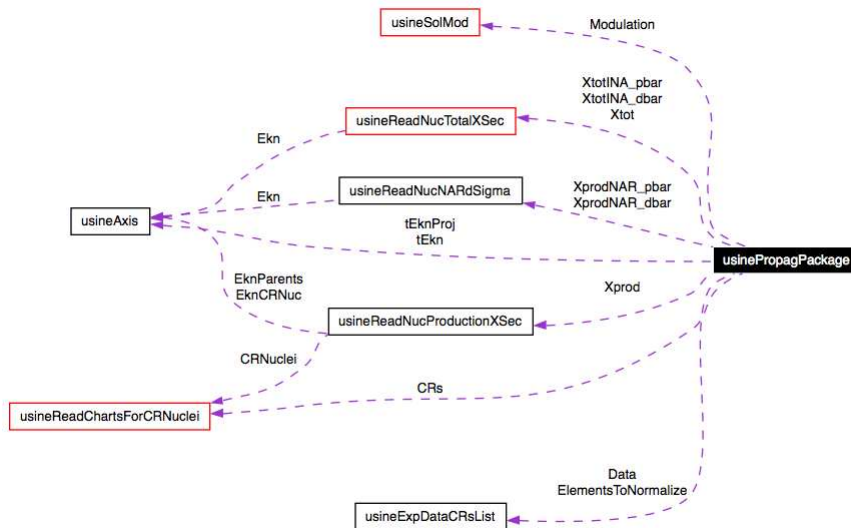 usineSolMod
Modulation
XtotINA_pbar
XtotINA_dbar
Xtot
usineReadNucTotalXSec
Ekn
usineReadNucNARdSigma
Ekn
XprodNAR_pbar
XprodNAR_dbar
usineAxis
tEknProj
tEkn
usinePropagPackage
EknParents
EknCRNuc
Xprod
usineReadNucProductionXSec
CRNuclei
CRs
usineReadChartsForCRNuclei
Data
ElementsToNormalize
usineExpDataCRsList